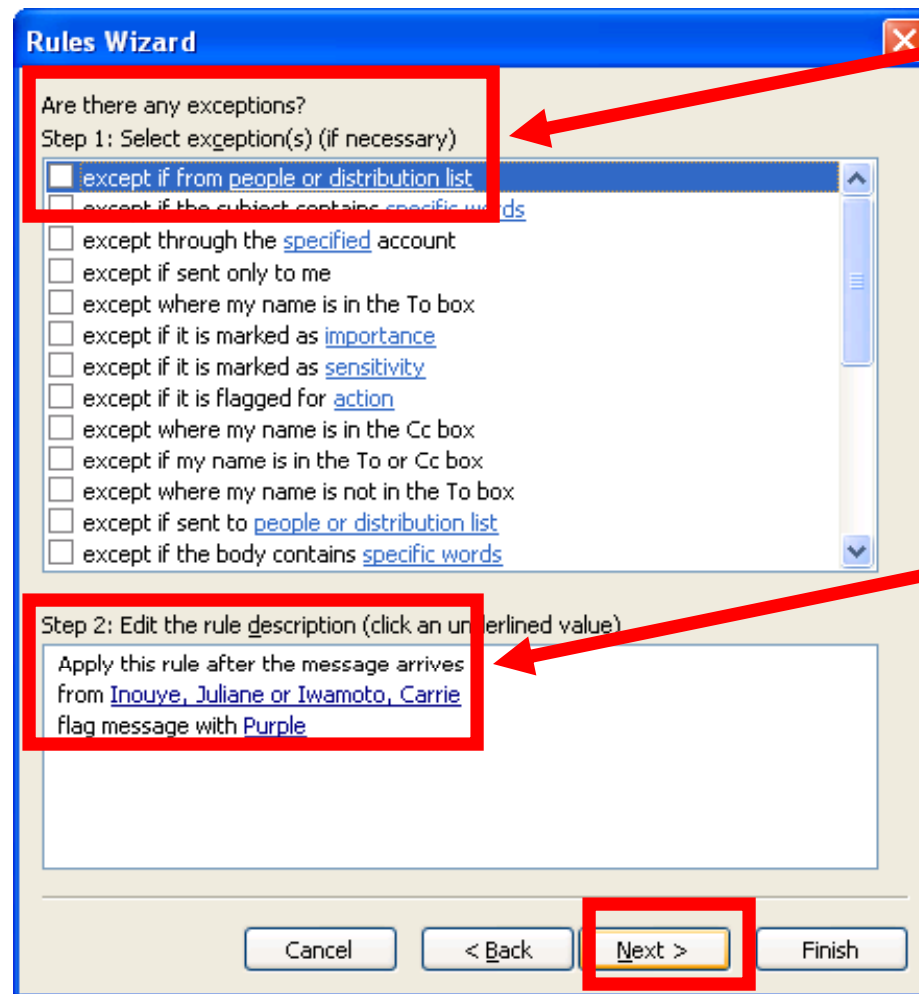 Rules Wizard
Are there any exceptions?
Step 1: Select exception(s) (if necessary)
except if from people or distribution list
except if the subject contains specific words
except through the specified account
except if sent only to me
except where my name is in the To box
except if it is marked as importance
except if it is marked as sensitivity
except if it is flagged for action
except where my name is in the Cc box
except if my name is in the To or Cc box
except where my name is not in the To box
except if sent to people or distribution list
except if the body contains specific words
Step 2: Edit the rule description (click an underlined value)
Apply this rule after the message arrives
from Inouye, Juliane or Iwamoto, Carrie
flag message with Purple
Cancel < Back Next > Finish